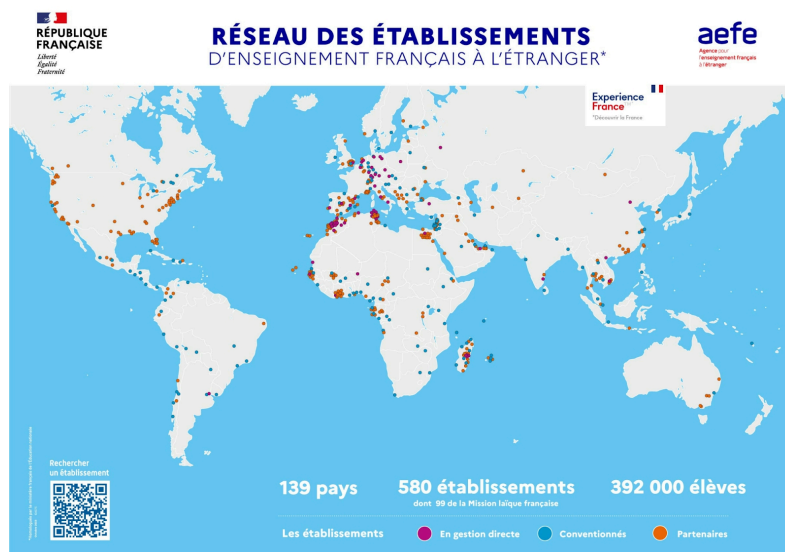 RÉPUBLIQUE
FRANÇAISE
Liberté
Égalité
Fraternité
RÉSEAU DES ÉTABLISSEMENTS
D'ENSEIGNEMENT FRANÇAIS À L'ÉTRANGER*
aefe
Agence pour
l'enseignement français
à l'étranger
Experience
France
*Découvrir la France
Rechercher
un établissement
139 pays
580 établissements
dont 99 de la Mission laïque française
392 000 élèves
Les établissements
En gestion directe
Conventionnés
Partenaires